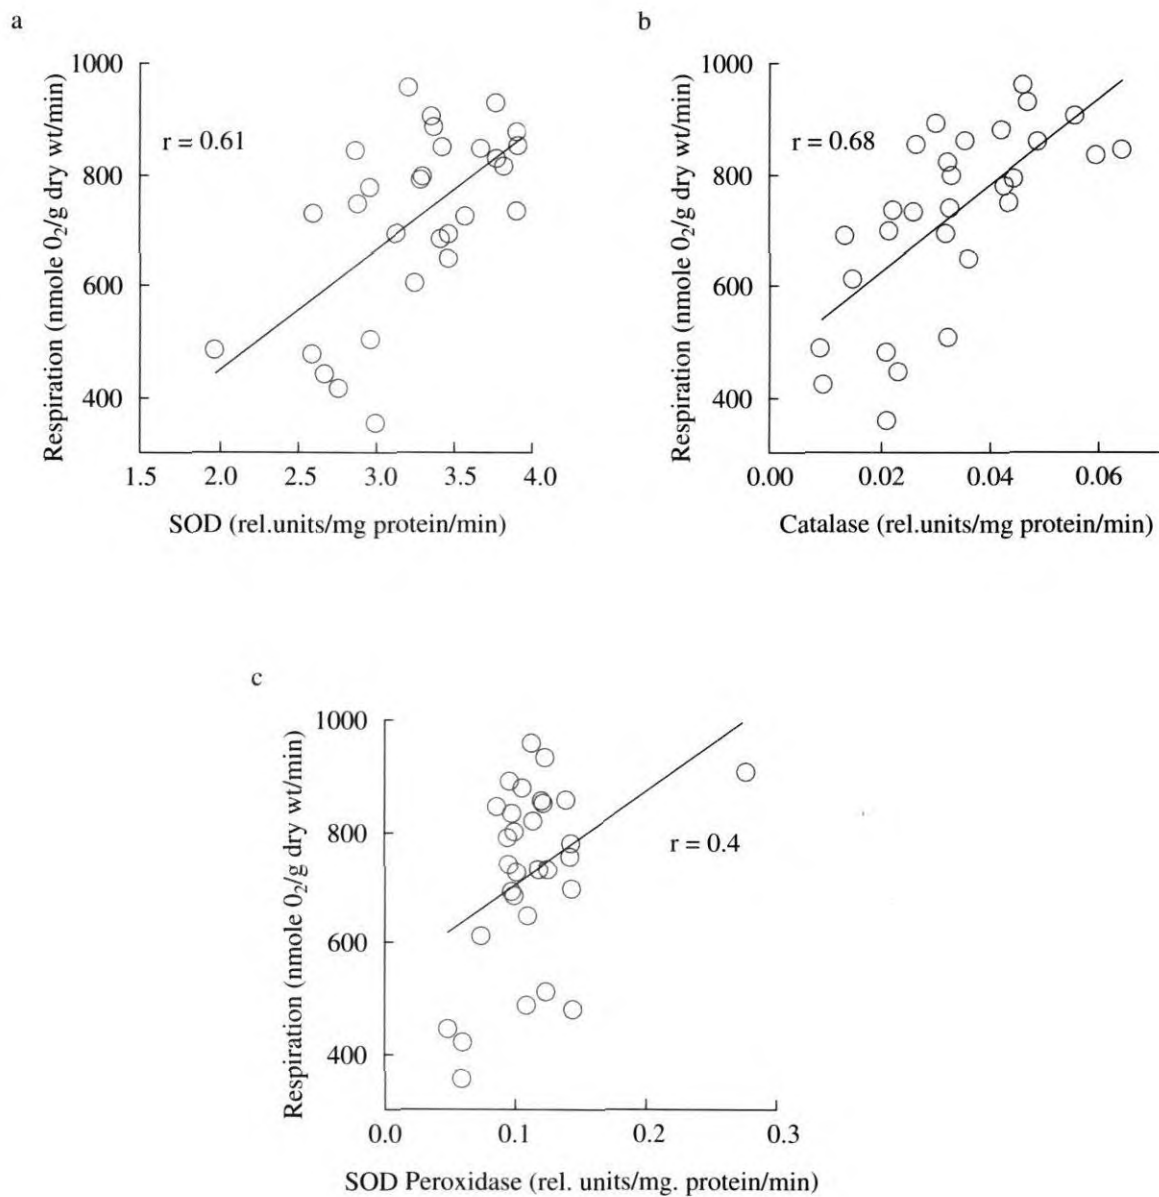 a
Respiration (nmole 0₂/g dry wt/min)
1000
800
600
400
r = 0.61
1.5 2.0 2.5 3.0 3.5 4.0
SOD (rel.units/mg protein/min)
b
Respiration (nmole 0₂/g dry wt/min)
1000
800
600
400
r = 0.68
0.00 0.02 0.04 0.06
Catalase (rel.units/mg protein/min)
c
Respiration (nmole 0₂/g dry wt/min)
1000
800
600
400
r = 0.4
0.0 0.1 0.2 0.3
SOD Peroxidase (rel. units/mg. protein/min)